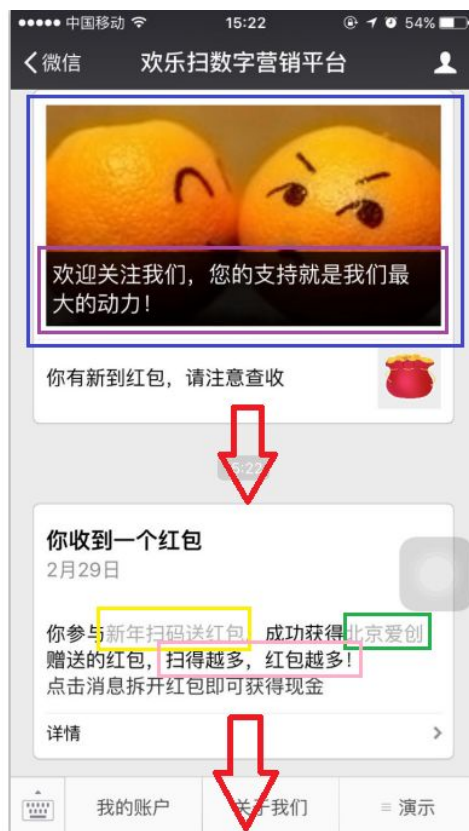 中国移动 15:22 54%
微信 欢乐扫数字营销平台
欢迎关注我们，您的支持就是我们最
大的动力！
你有新到红包，请注意查收
15:22
你收到一个红包
2月29日
你参与新年扫码送红包，成功获得北京爱创
赠送的红包，扫得越多，红包越多！
点击消息拆开红包即可获得现金
详情
我的账户 关于我们 演示